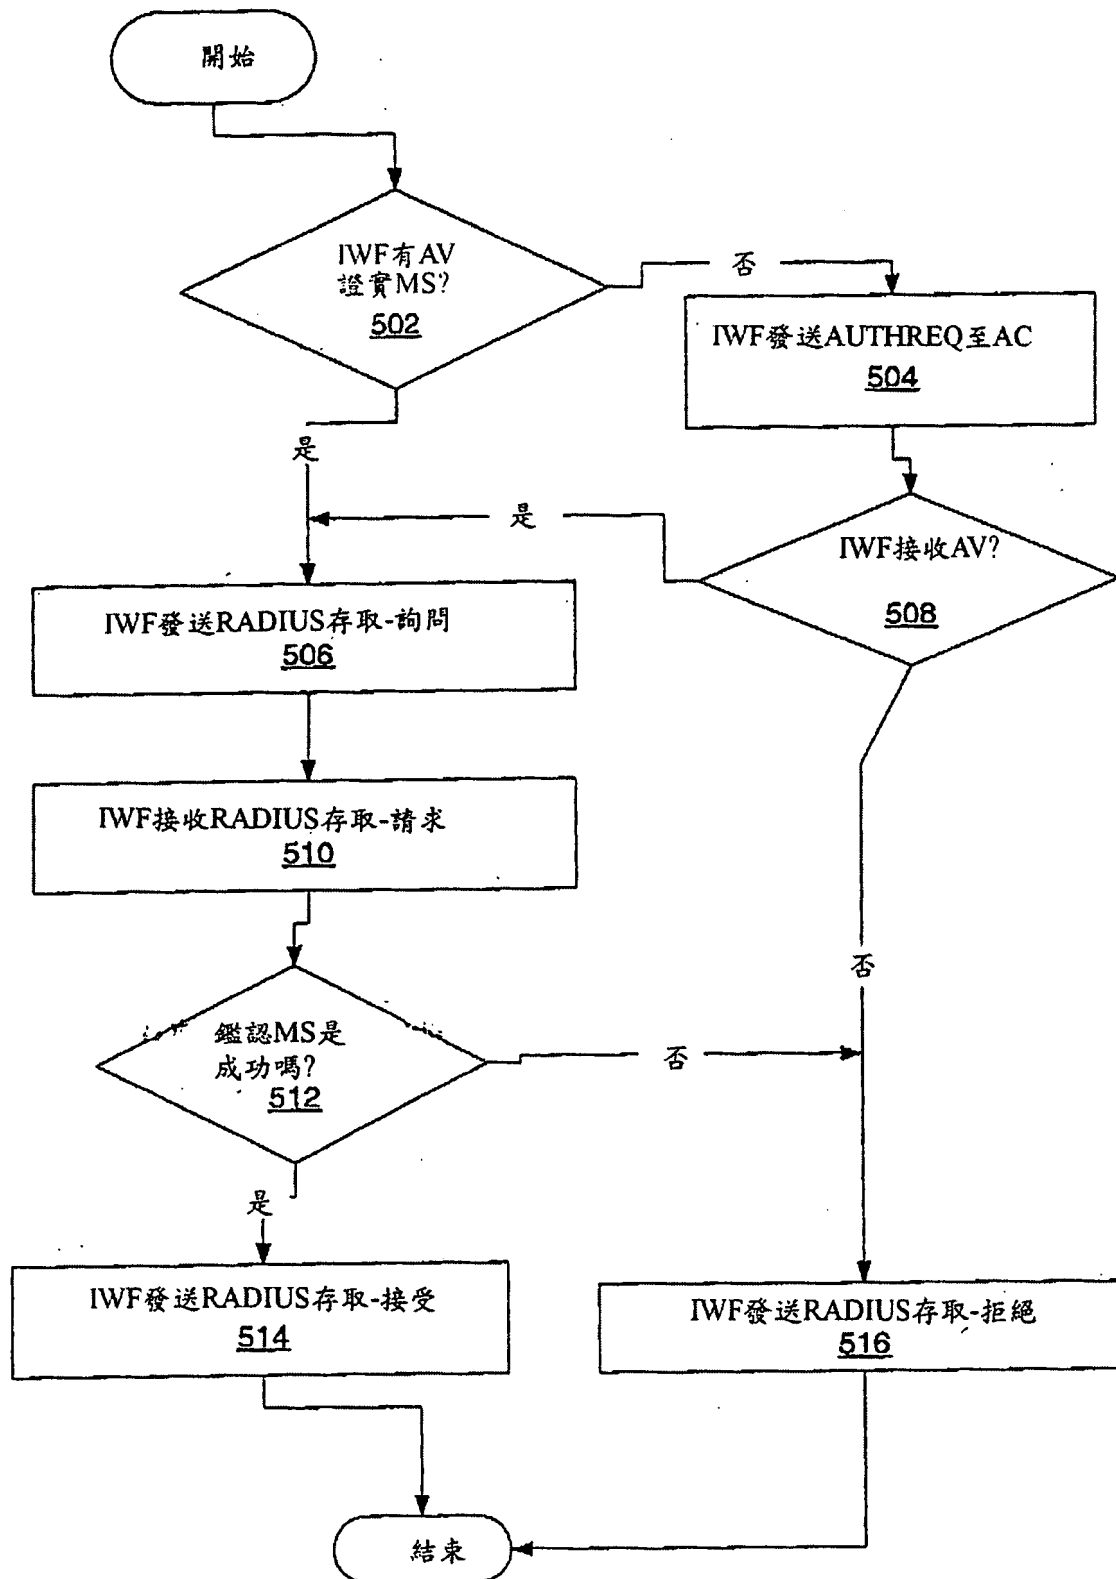 開始
IWF有AV
證實MS?
502
否
IWF發送AUTHREQ至AC
504
是
是
IWF接收AV?
508
IWF發送RADIUS存取-詢問
506
IWF接收RADIUS存取-請求
510
否
鑑認MS是
成功嗎?
512
否
是
IWF發送RADIUS存取-接受
514
IWF發送RADIUS存取-拒絕
516
結束